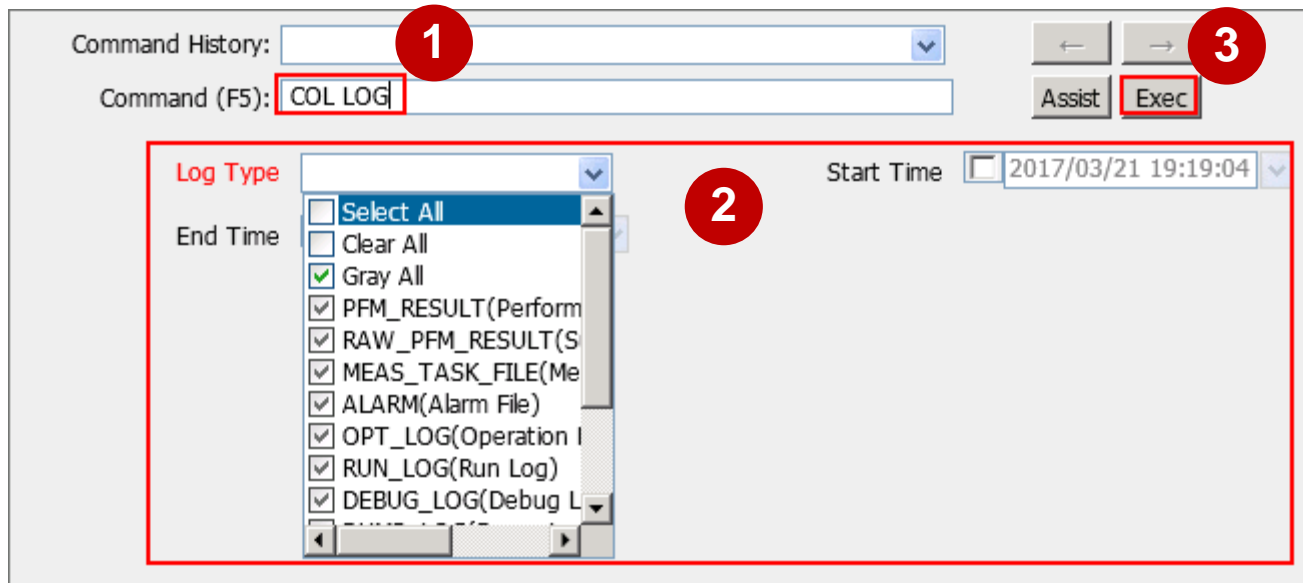 Command History:
1
← → 3
Command (F5): COL LOG
Assist Exec
Log Type
Start Time 2017/03/21 19:19:04
2
Select All
End Time
Clear All
Gray All
PFM_RESULT(Perform
RAW_PFM_RESULT(S
MEAS_TASK_FILE(Me
ALARM(Alarm File)
OPT_LOG(Operation
RUN_LOG(Run Log)
DEBUG_LOG(Debug L